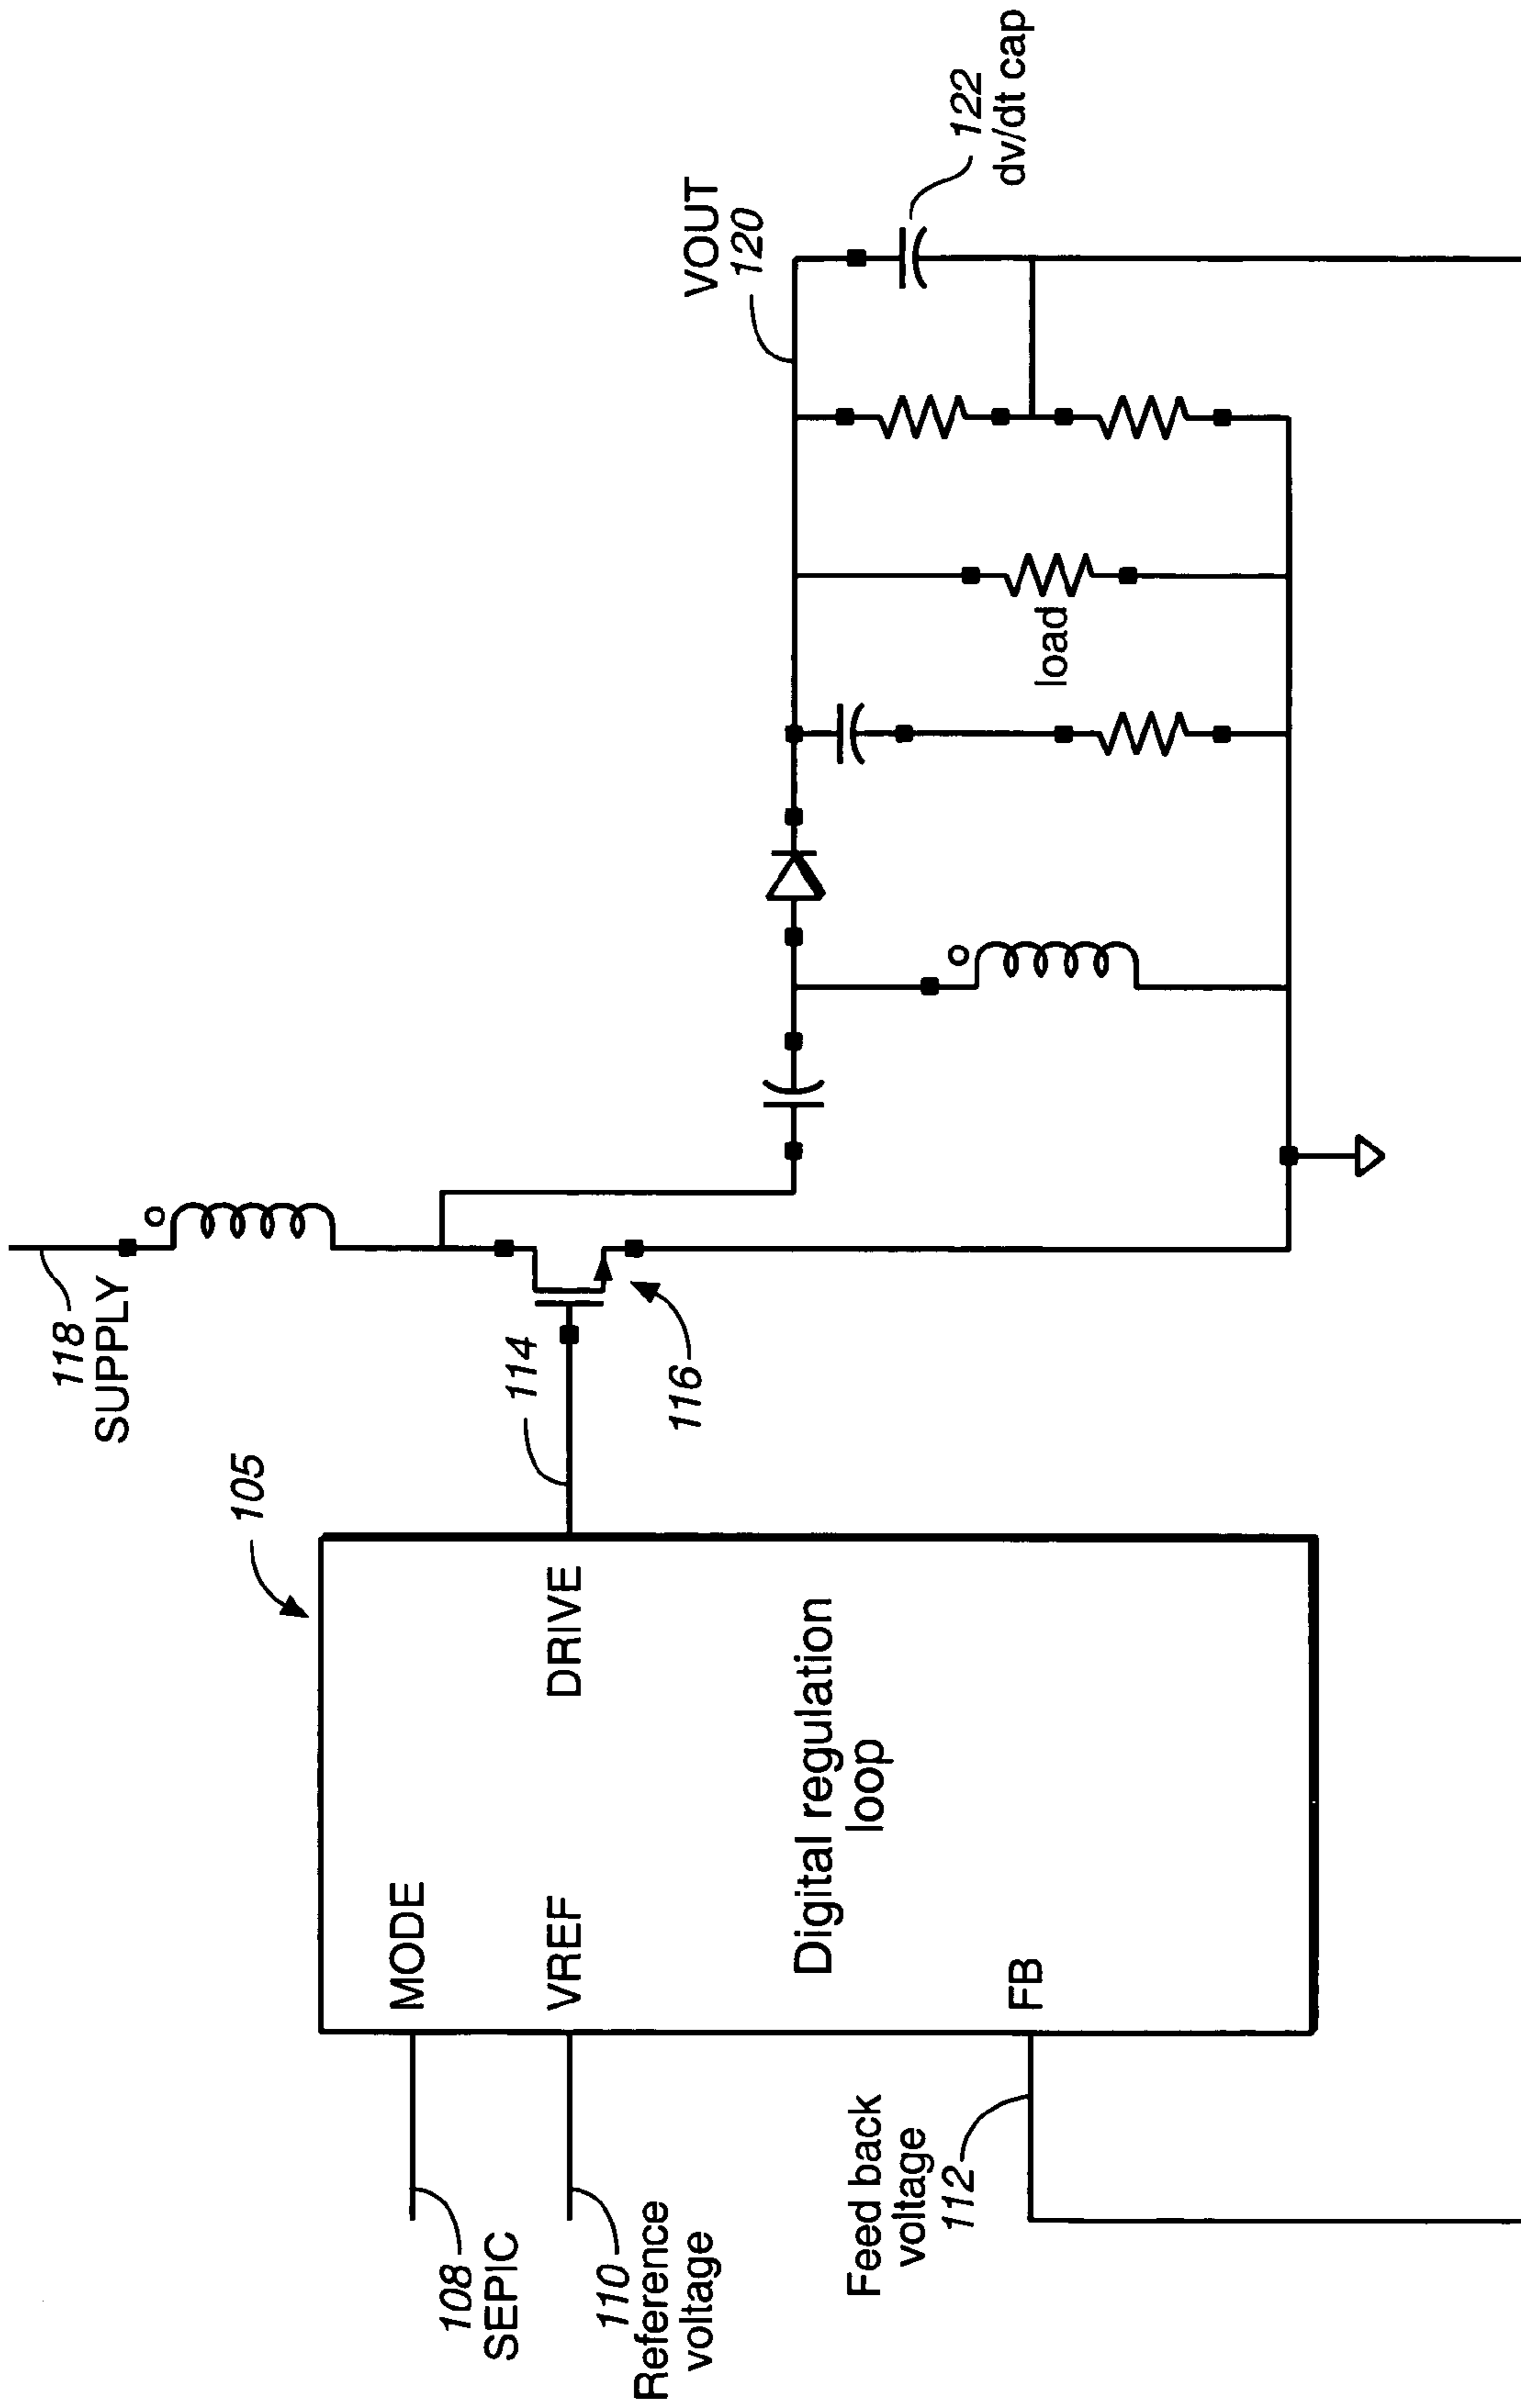 118
SUPPLY
105
114
116
MODE
VREF
DRIVE
Digital regulation
loop
FB
108
SEPIC
110
Reference
voltage
Feed back
voltage
112
VOUT
120
122
dv/dt cap
load